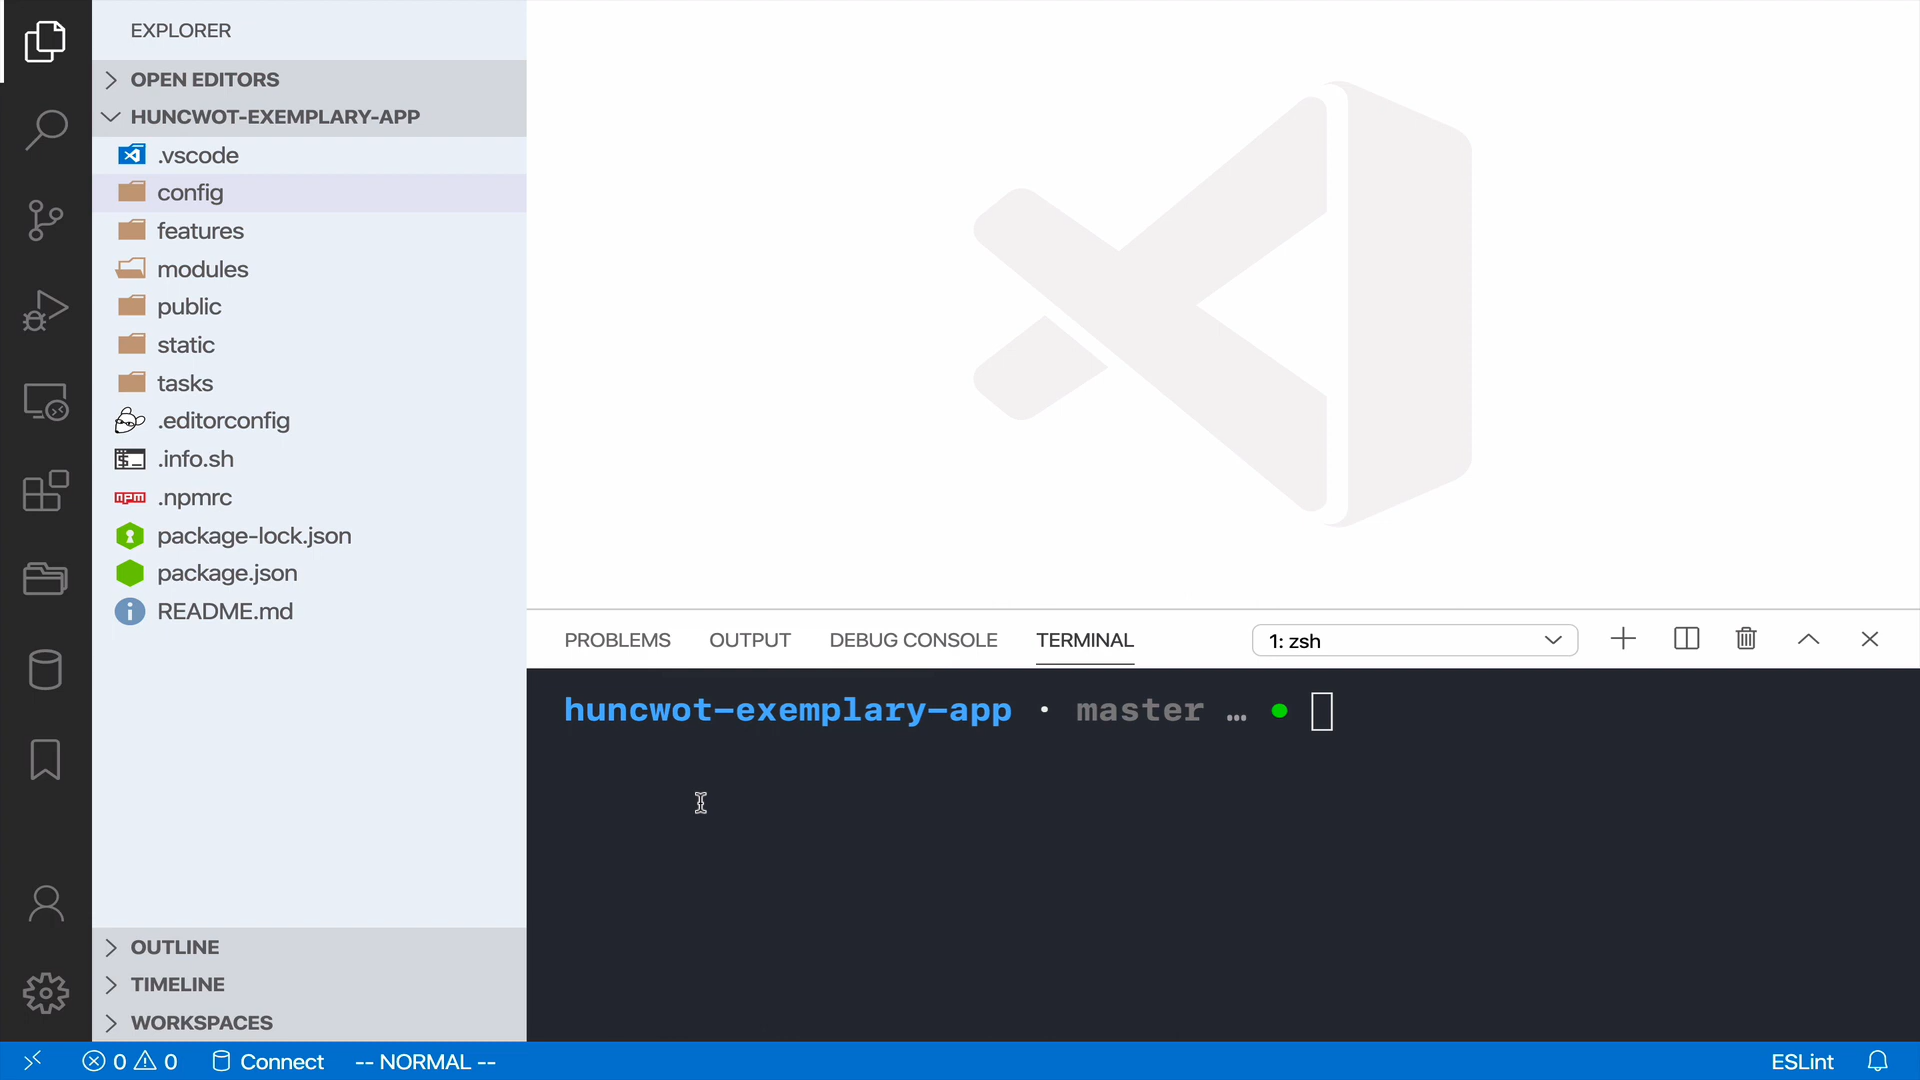 EXPLORER
OPEN EDITORS
HUNCWOT-EXEMPLARY-APP
.vscode
config
features
modules
public
static
tasks
.editorconfig
.info.sh
npm .npmrc
package-lock.json
package.json
README.md
OUTLINE
TIMELINE
WORKSPACES
PROBLEMS OUTPUT DEBUG CONSOLE TERMINAL 1: zsh
huncwot-exemplary-app · master …
0 0 Connect -- NORMAL -- ESLint